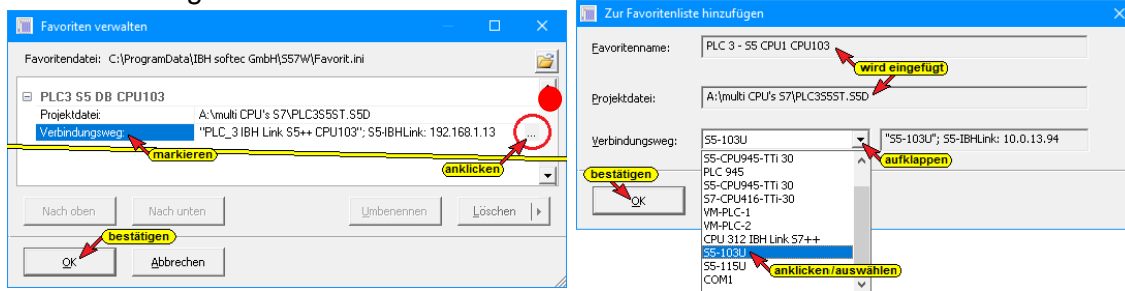 Favoriten verwalten
Favoritendatei: C:\ProgramData\IBH softec GmbH\S57W\Favorit.ini
PLC3 S5 DB CPU103
Projektdatei: A:\multi CPU's S7\PLC3S5ST.S5D
Verbindungsweg: "PLC_3 IBH Link S5++ CPU103"; S5-IBHLink: 192.168.1.13 ...
markieren
anklicken
Nach oben Nach unten Umbenennen Löschen
bestätigen
OK Abbrechen
Zur Favoritenliste hinzufügen
Favoritenname: PLC 3 - S5 CPU1 CPU103
wird eingefügt
Projektdatei: A:\multi CPU's S7\PLC3S5ST.S5D
Verbindungsweg: S5-103U "S5-103U"; S5-IBHLink: 10.0.13.94
aufklappen
S5-CPU945-TTi 30
PLC 945
S5-CPU945-TTi 30
S7-CPU416-TTi-30
VM-PLC-1
VM-PLC-2
CPU 312 IBH Link S7++
S5-103U
S5-115U
COM1
anklicken/auswählen
bestätigen
OK